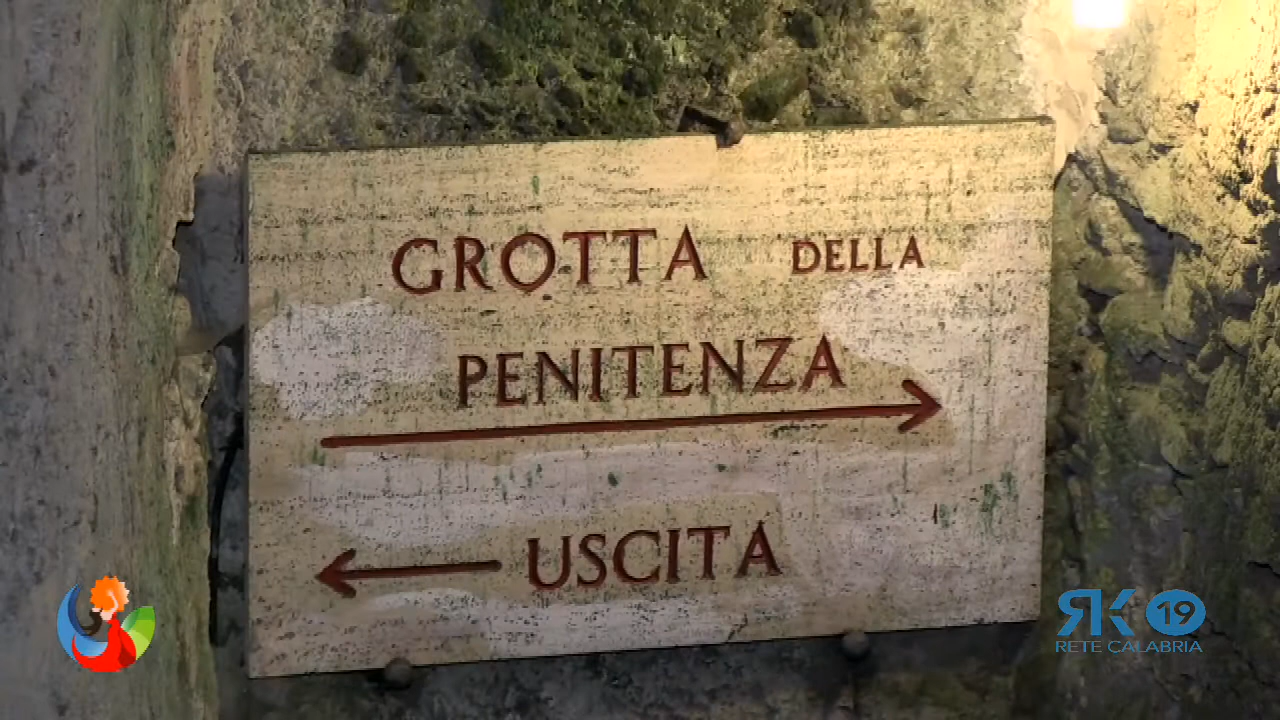 GROTTA DELLA
PENITENZA
USCITA
RK 19
RETE CALABRIA